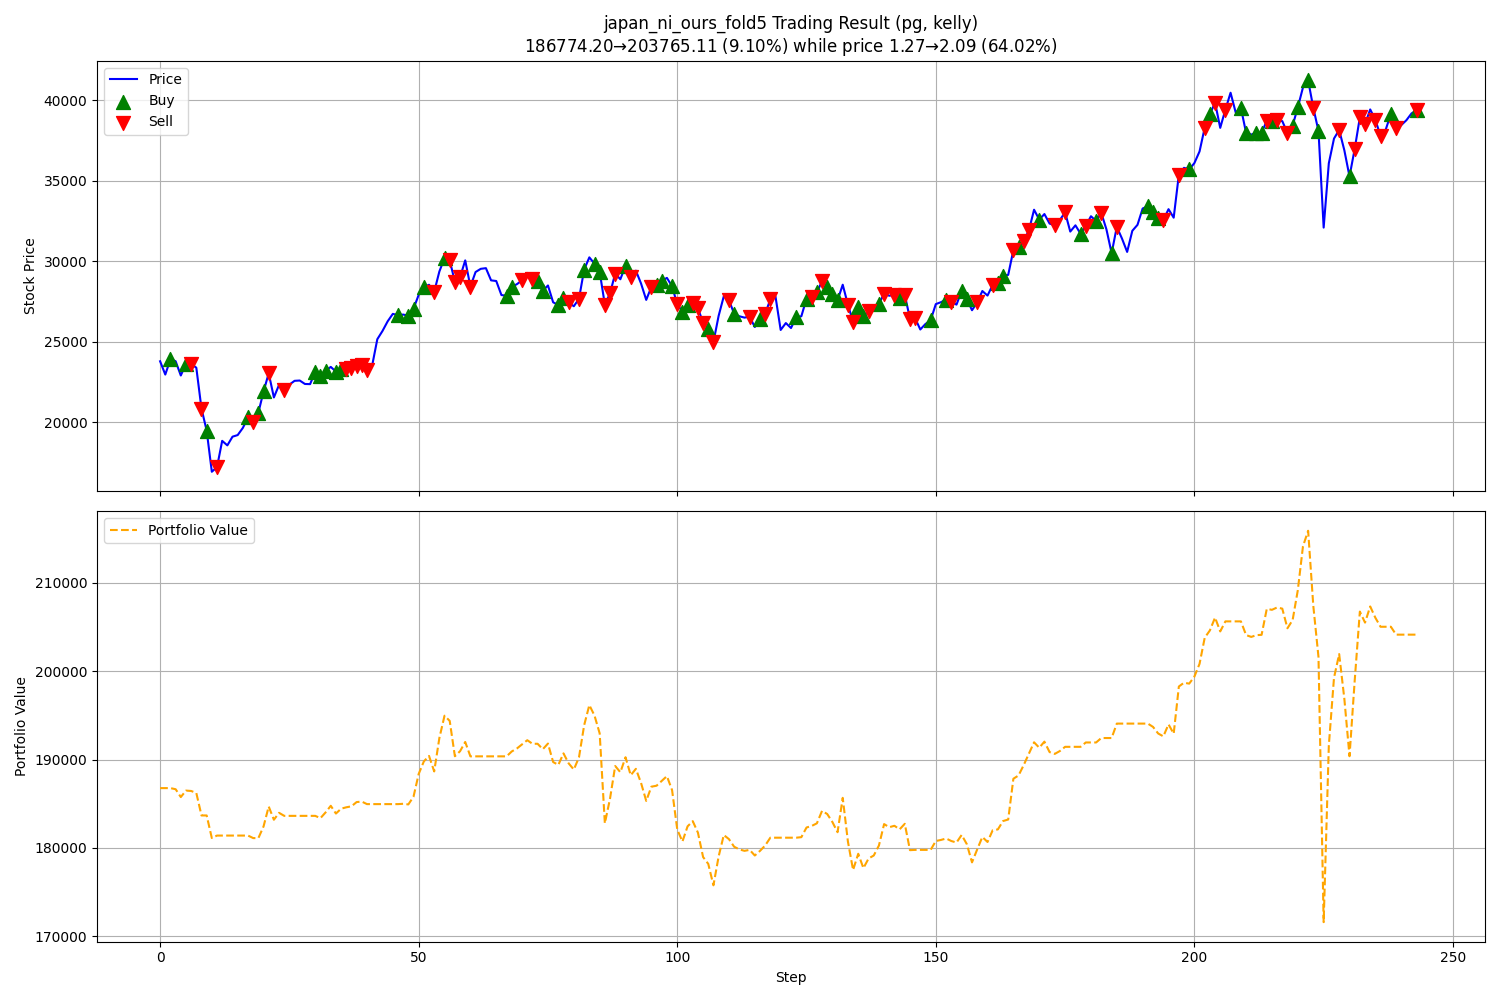 japan_ni_ours_fold5 Trading Result (pg, kelly)
186774.20→203765.11 (9.10%) while price 1.27→2.09 (64.02%)
Price
Buy
Sell
40000
35000
30000
25000
20000
Stock Price
Portfolio Value
210000
200000
190000
180000
170000
Portfolio Value
0
50
100
150
200
250
Step